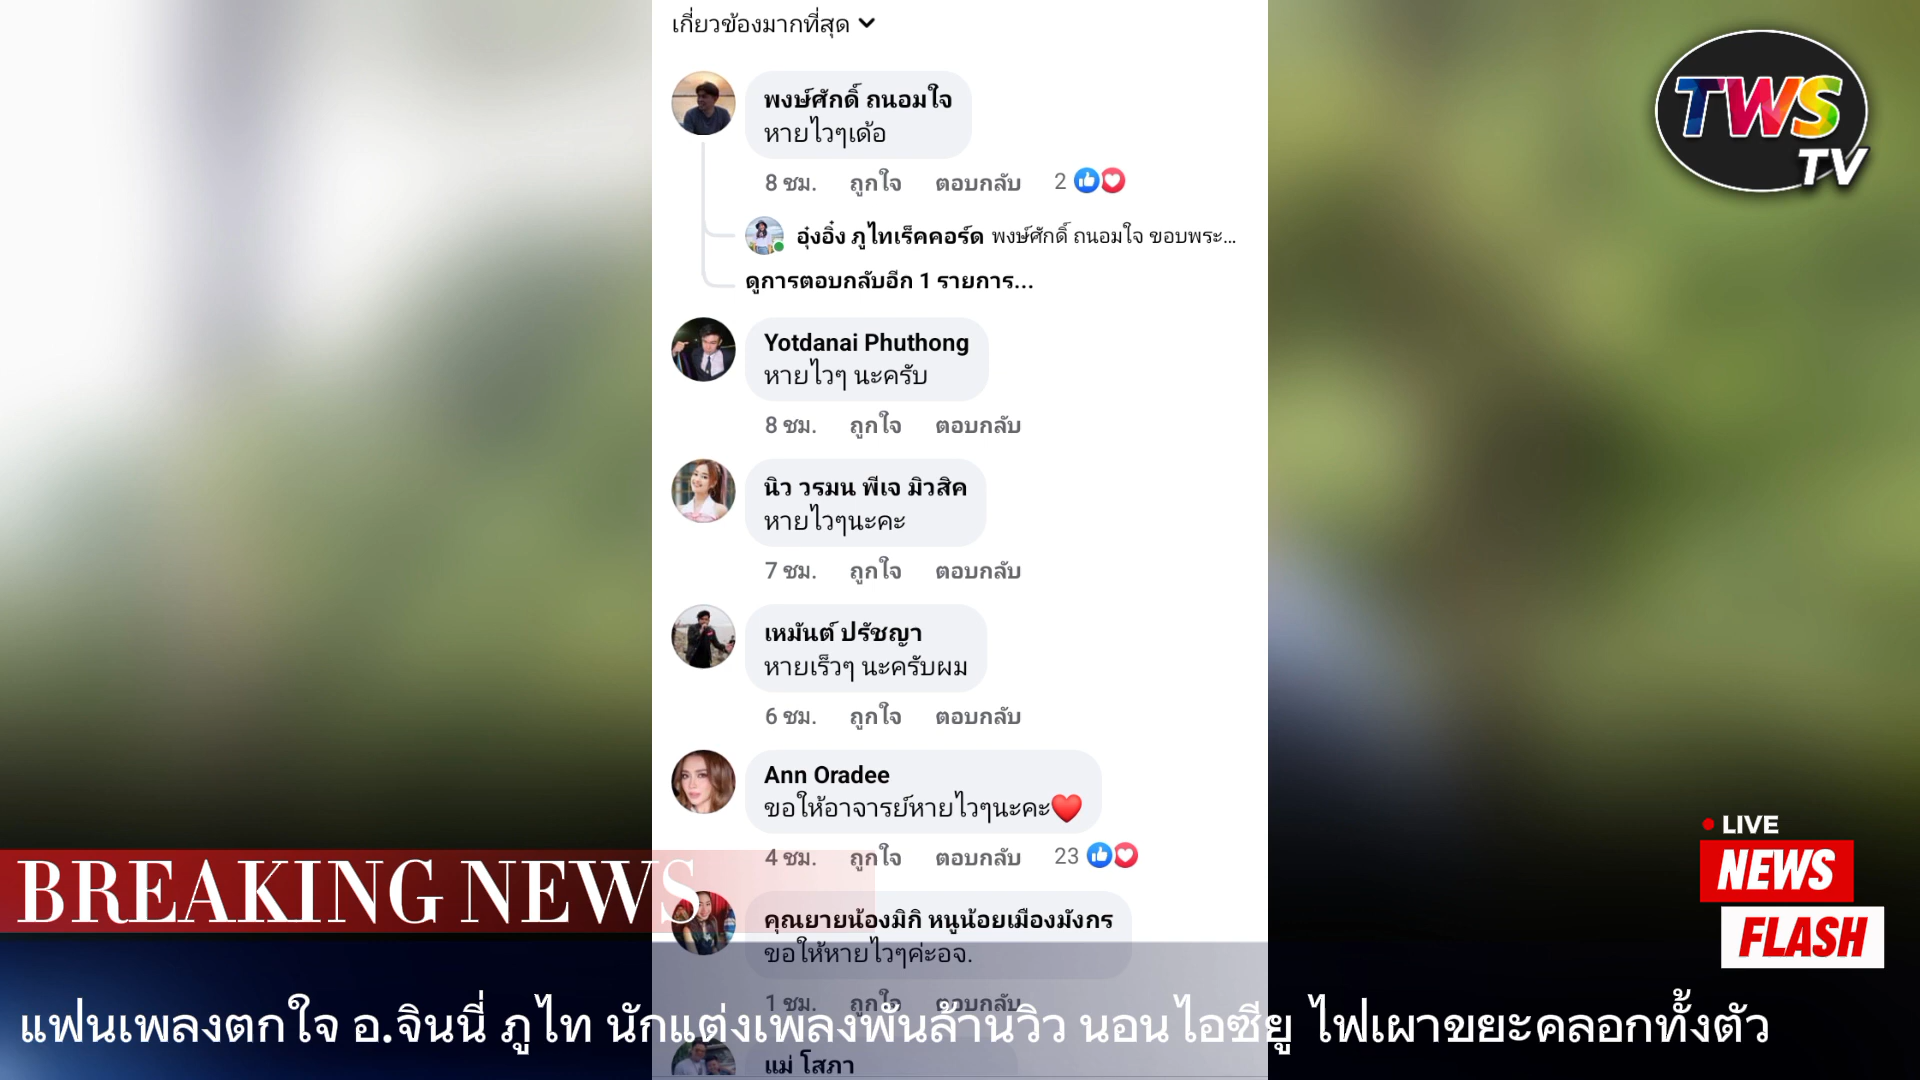 เกี่ยวข้องมากที่สุด
พงษ์ศักดิ์ ถนอมใจ
หายไวๆเด้อ
8 ชม. ถูกใจ ตอบกลับ 2
อุ๋งอิ๋ง ภูไทเร็คคอร์ด พงษ์ศักดิ์ ถนอมใจ ขอบพระ...
ดูการตอบกลับอีก 1 รายการ...
Yotdanai Phuthong
หายไวๆ นะครับ
8 ชม. ถูกใจ ตอบกลับ
นิว วรมน พีเจ มิวสิค
หายไวๆนะคะ
7 ชม. ถูกใจ ตอบกลับ
เหมันต์ ปรัชญา
หายเร็วๆ นะครับผม
6 ชม. ถูกใจ ตอบกลับ
Ann Oradee
ขอให้อาจารย์หายไวๆนะคะ❤️
4 ชม. ถูกใจ ตอบกลับ 23
คุณยายน้องมิกิ หนูน้อยเมืองมังกร
ขอให้หายไวๆค่ะอจ.
1 ชม. ถูกใจ ตอบกลับ
แม่ โสภา
TWS
TV
LIVE
NEWS
FLASH
BREAKING NEWS
แฟนเพลงตกใจ อ.จินนี่ ภูไท นักแต่งเพลงพันล้านวิว นอนไอซียู ไฟเผาขยะคลอกทั้งตัว